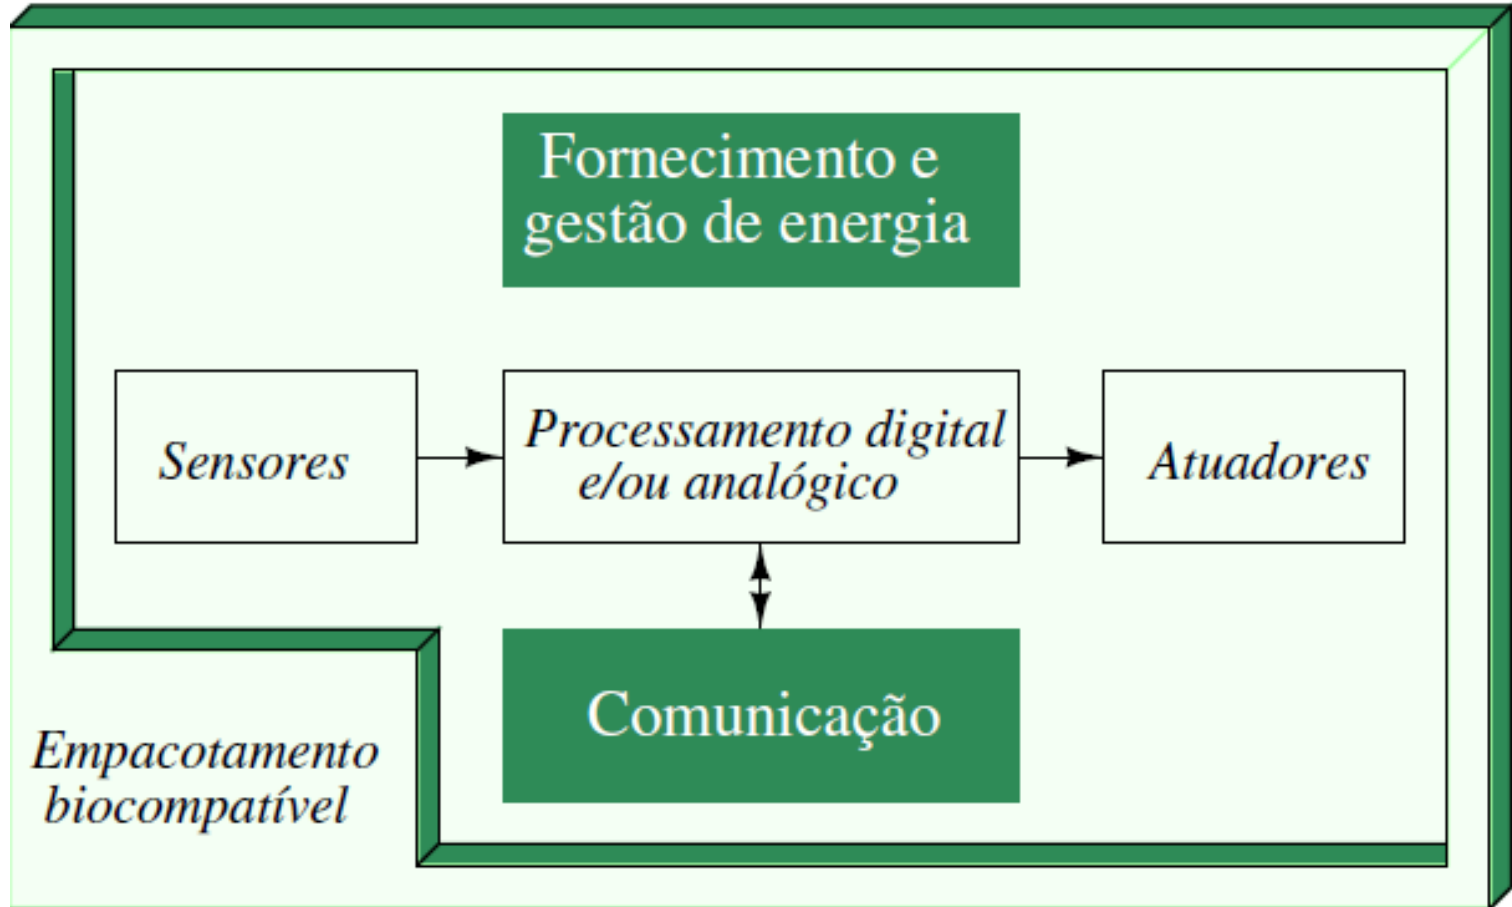 Fornecimento e
gestão de energia
Sensores
Processamento digital
e/ou analógico
Atuadores
Comunicação
Empacotamento
biocompatível